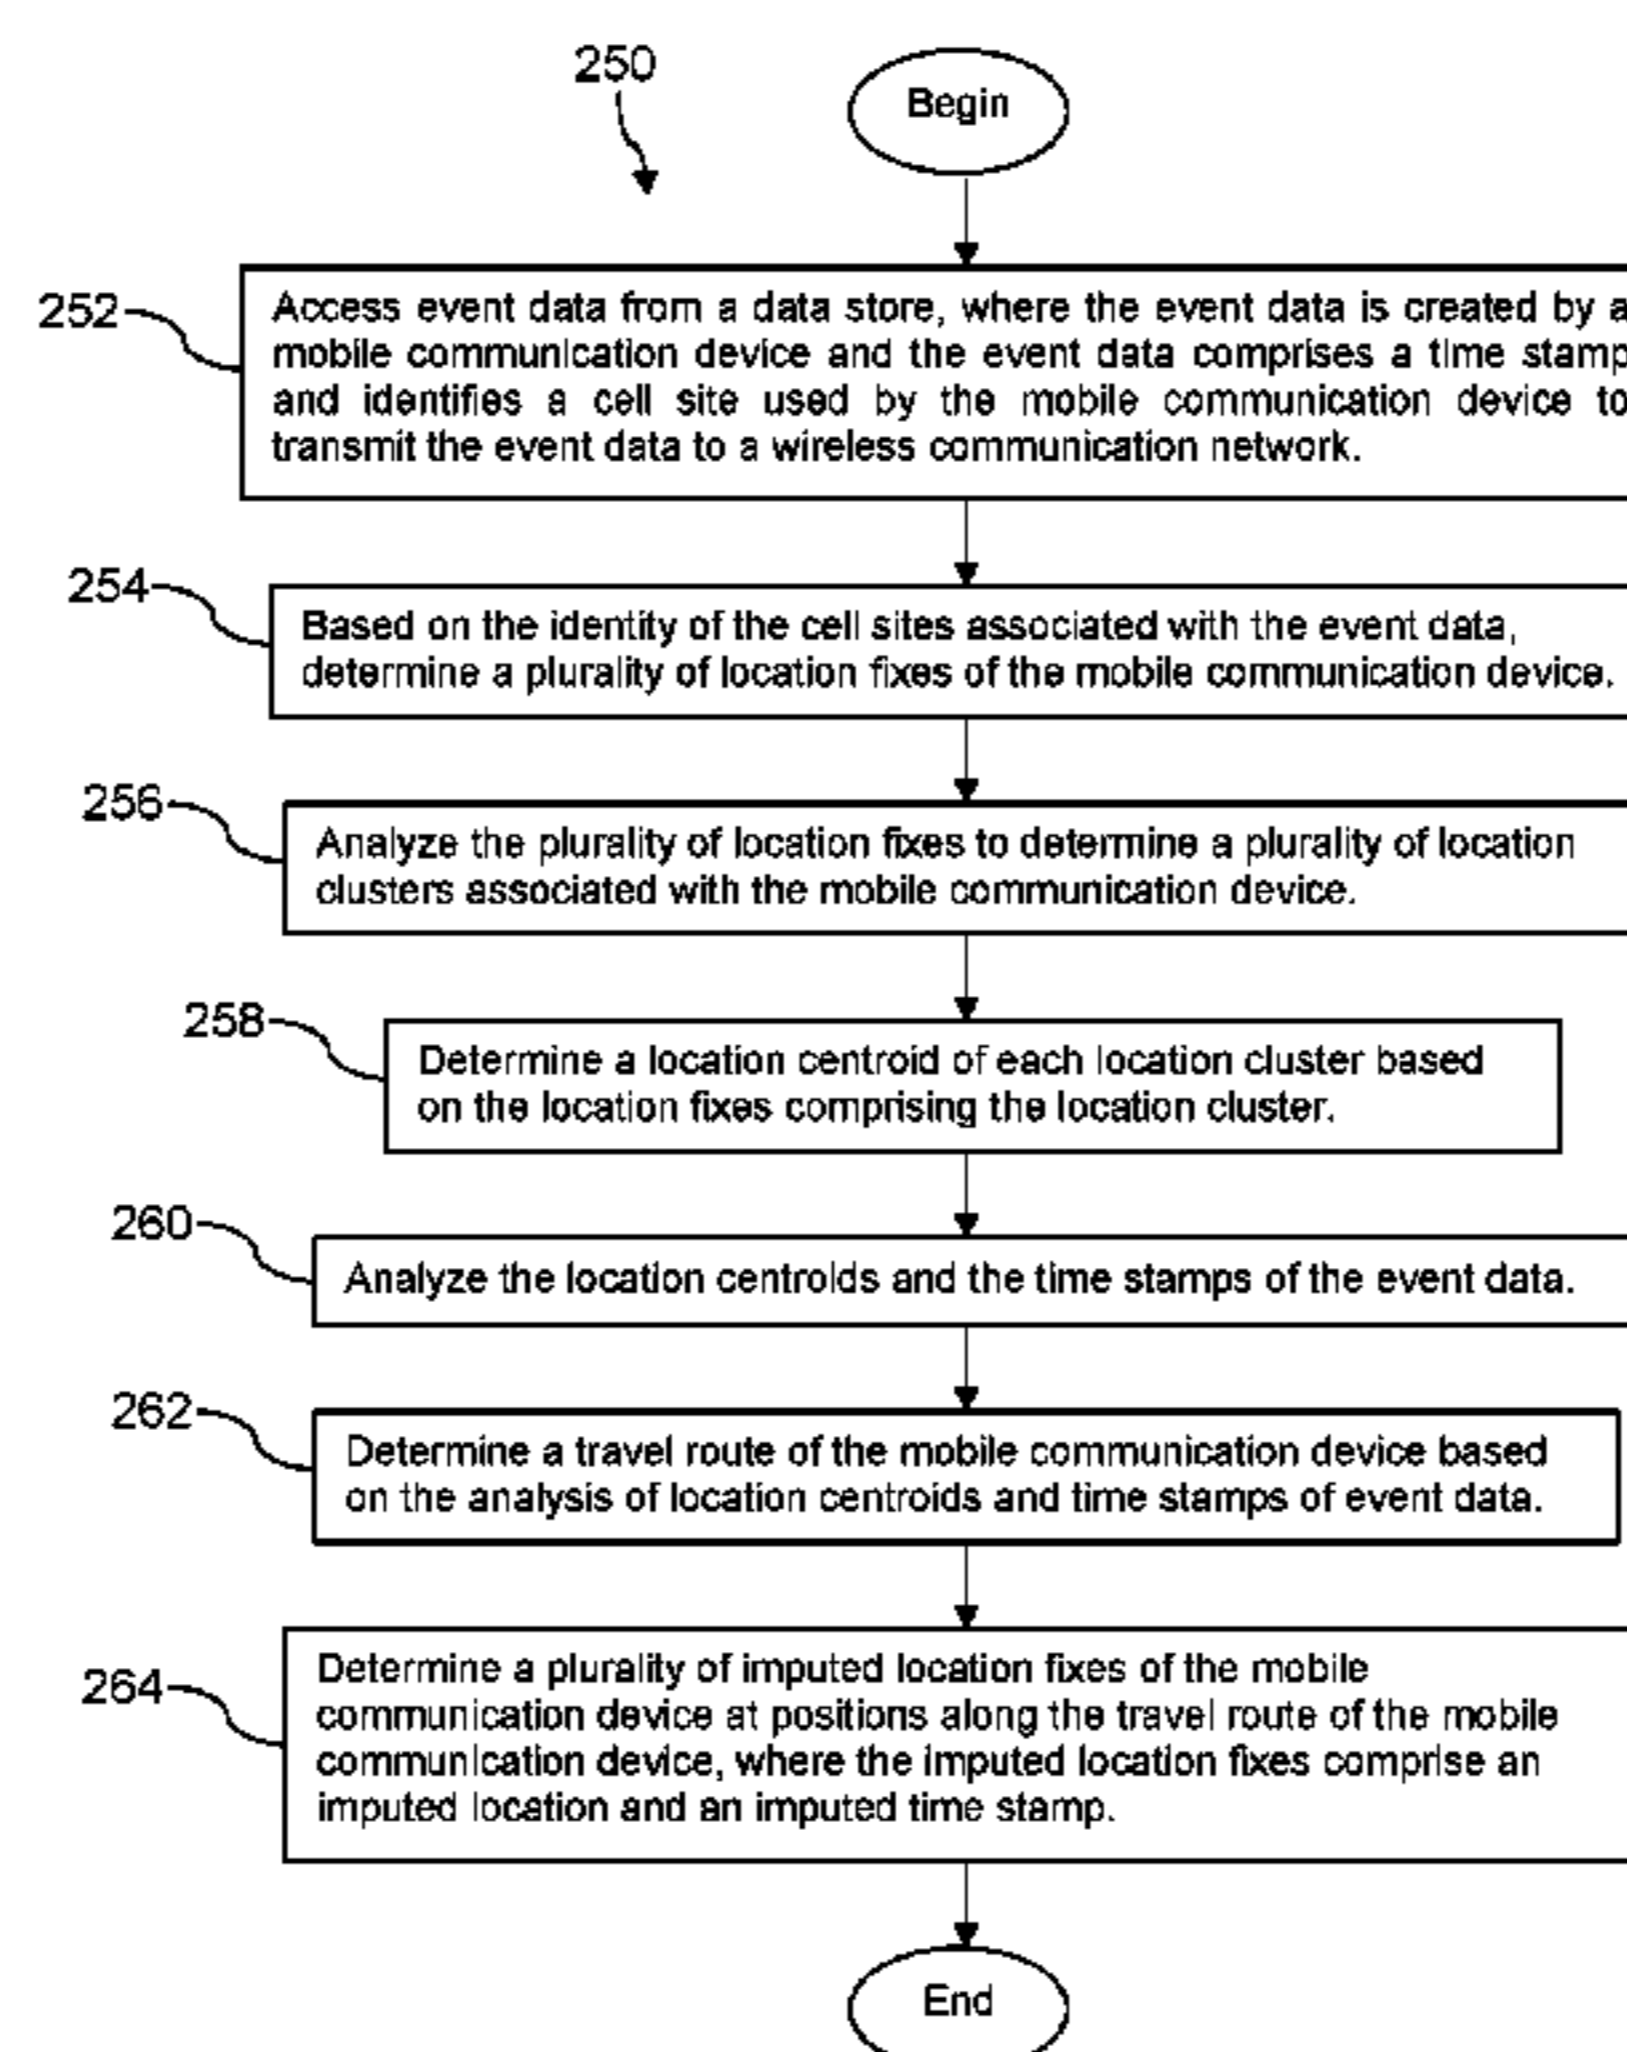 250
Begin
252
Access event data from a data store, where the event data is created by a
mobile communication device and the event data comprises a time stamp
and identifies a cell site used by the mobile communication device to
transmit the event data to a wireless communication network.
254
Based on the identity of the cell sites associated with the event data,
determine a plurality of location fixes of the mobile communication device.
256
Analyze the plurality of location fixes to determine a plurality of location
clusters associated with the mobile communication device.
258
Determine a location centroid of each location cluster based
on the location fixes comprising the location cluster.
260
Analyze the location centroids and the time stamps of the event data.
262
Determine a travel route of the mobile communication device based
on the analysis of location centroids and time stamps of event data.
264
Determine a plurality of imputed location fixes of the mobile
communication device at positions along the travel route of the mobile
communication device, where the imputed location fixes comprise an
imputed location and an imputed time stamp.
End